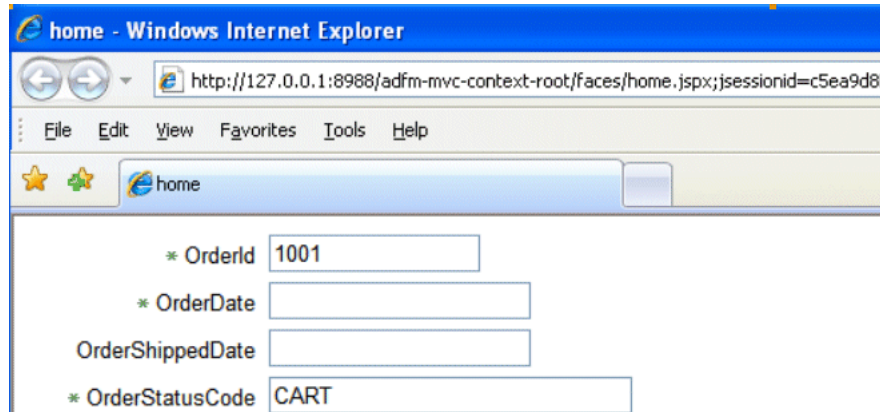 home - Windows Internet Explorer
http://127.0.0.1:8988/adfm-mvc-context-root/faces/home.jspx;jsessionid=c5ea9d8
File Edit View Favorites Tools Help
home
* OrderId 1001
* OrderDate
OrderShippedDate
* OrderStatusCode CART